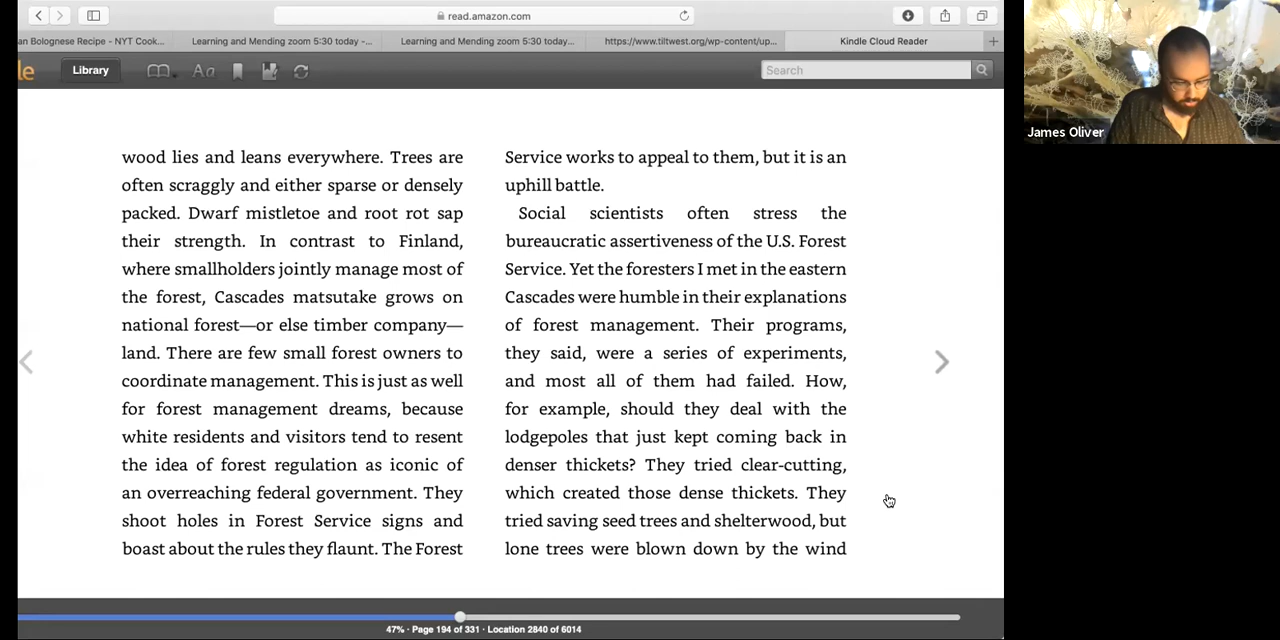 read.amazon.com
an Bolognese Recipe - NYT Cook...
Learning and Mending zoom 5:30 today -...
Learning and Mending zoom 5:30 today...
https://www.tiltwest.org/wp-content/up...
Kindle Cloud Reader
le
Library
Aa
Search
James Oliver
wood lies and leans everywhere. Trees are
often scraggly and either sparse or densely
packed. Dwarf mistletoe and root rot sap
their strength. In contrast to Finland,
where smallholders jointly manage most of
the forest, Cascades matsutake grows on
national forest—or else timber company—
land. There are few small forest owners to
coordinate management. This is just as well
for forest management dreams, because
white residents and visitors tend to resent
the idea of forest regulation as iconic of
an overreaching federal government. They
shoot holes in Forest Service signs and
boast about the rules they flaunt. The Forest
Service works to appeal to them, but it is an
uphill battle.
Social scientists often stress the
bureaucratic assertiveness of the U.S. Forest
Service. Yet the foresters I met in the eastern
Cascades were humble in their explanations
of forest management. Their programs,
they said, were a series of experiments,
and most all of them had failed. How,
for example, should they deal with the
lodgepoles that just kept coming back in
denser thickets? They tried clear-cutting,
which created those dense thickets. They
tried saving seed trees and shelterwood, but
lone trees were blown down by the wind
47% · Page 194 of 331 · Location 2840 of 6014